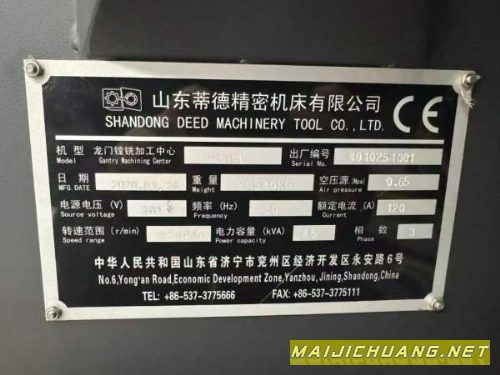 山东蒂德精密机床有限公司
SHANDONG DEED MACHINERY TOOL CO.,LTD.
CE
机型 龙门镗铣加工中心 出厂编号
Model Gantry Machining Center Serial number
日期 重量 空压源(Mpa) 0.65
MFG DATE Weight Air pressure
电源电压(V) 频率(Hz) 额定电流(A) 120
Source voltage Frequency Current
转速范围(r/min) 电力容量(kVA) 45 相数 3
Speed range Power capacity Phase
中华人民共和国山东省济宁市兖州区经济开发区永安路6号
No.6,Yong'an Road,Economic Development Zone,Yanzhou,Jining,Shandong,China
TEL: +86-537-3775666 FAX: +86-537-3775111
MAIJICHUANG.NET